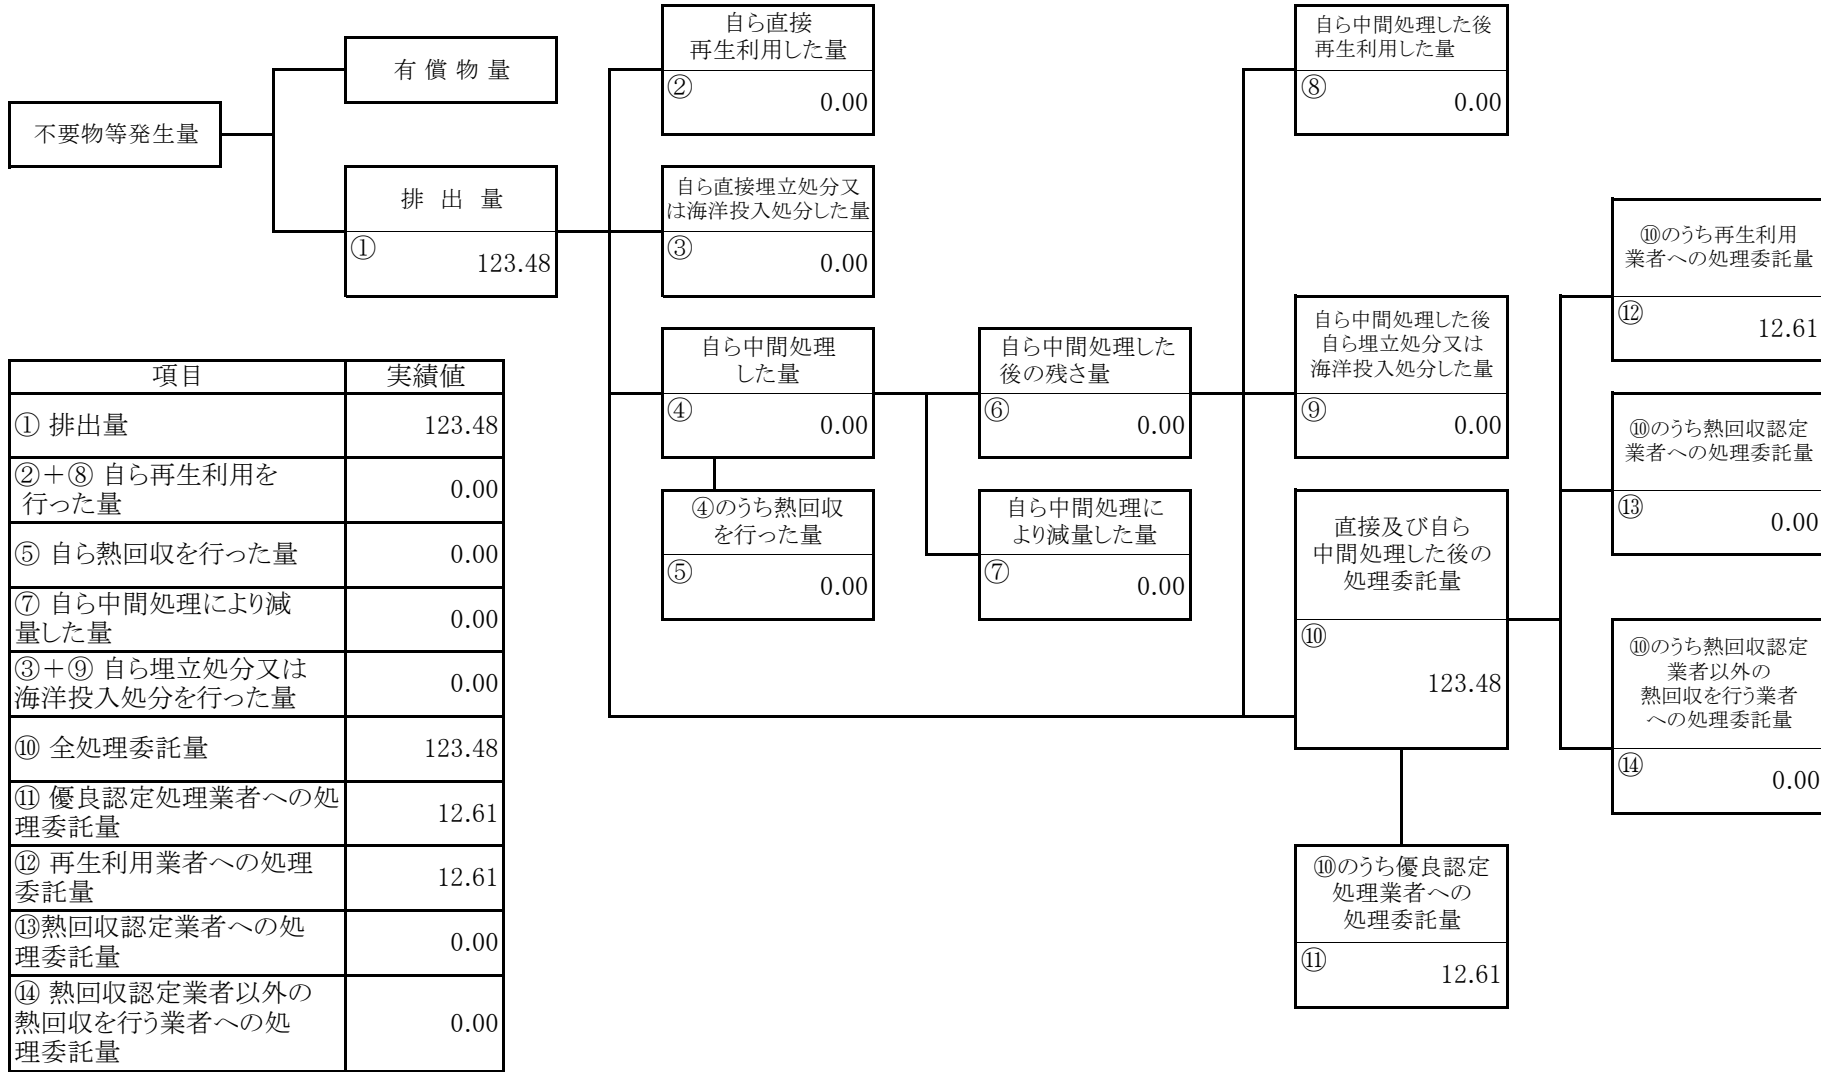 不要物等発生量
有 償 物 量
排 出 量
①
123.48
自ら直接
再生利用した量
②
0.00
自ら直接埋立処分又
は海洋投入処分した量
③
0.00
自ら中間処理
した量
④
0.00
④のうち熱回収
を行った量
⑤
0.00
自ら中間処理した
後の残さ量
⑥
0.00
自ら中間処理に
より減量した量
⑦
0.00
自ら中間処理した後
再生利用した量
⑧
0.00
自ら中間処理した後
自ら埋立処分又は
海洋投入処分した量
⑨
0.00
直接及び自ら
中間処理した後の
処理委託量
⑩
123.48
⑩のうち優良認定
処理業者への
処理委託量
⑪
12.61
⑩のうち再生利用
業者への処理委託量
⑫
12.61
⑩のうち熱回収認定
業者への処理委託量
⑬
0.00
⑩のうち熱回収認定
業者以外の
熱回収を行う業者
への処理委託量
⑭
0.00
項目 実績値
① 排出量 123.48
②+⑧ 自ら再生利用を
行った量 0.00
⑤ 自ら熱回収を行った量 0.00
⑦ 自ら中間処理により減
量した量 0.00
③+⑨ 自ら埋立処分又は
海洋投入処分を行った量 0.00
⑩ 全処理委託量 123.48
⑪ 優良認定処理業者への処
理委託量 12.61
⑫ 再生利用業者への処理
委託量 12.61
⑬熱回収認定業者への処
理委託量 0.00
⑭ 熱回収認定業者以外の
熱回収を行う業者への処
理委託量 0.00